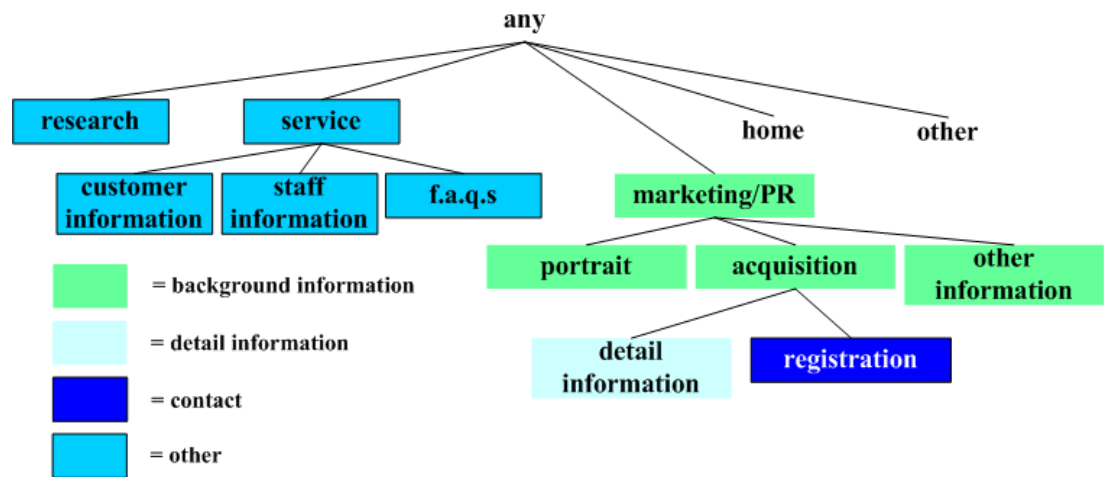 any
research
service
home
other
customer
information
staff
information
f.a.q.s
marketing/PR
portrait
acquisition
other
information
= background information
= detail information
detail
information
registration
= contact
= other